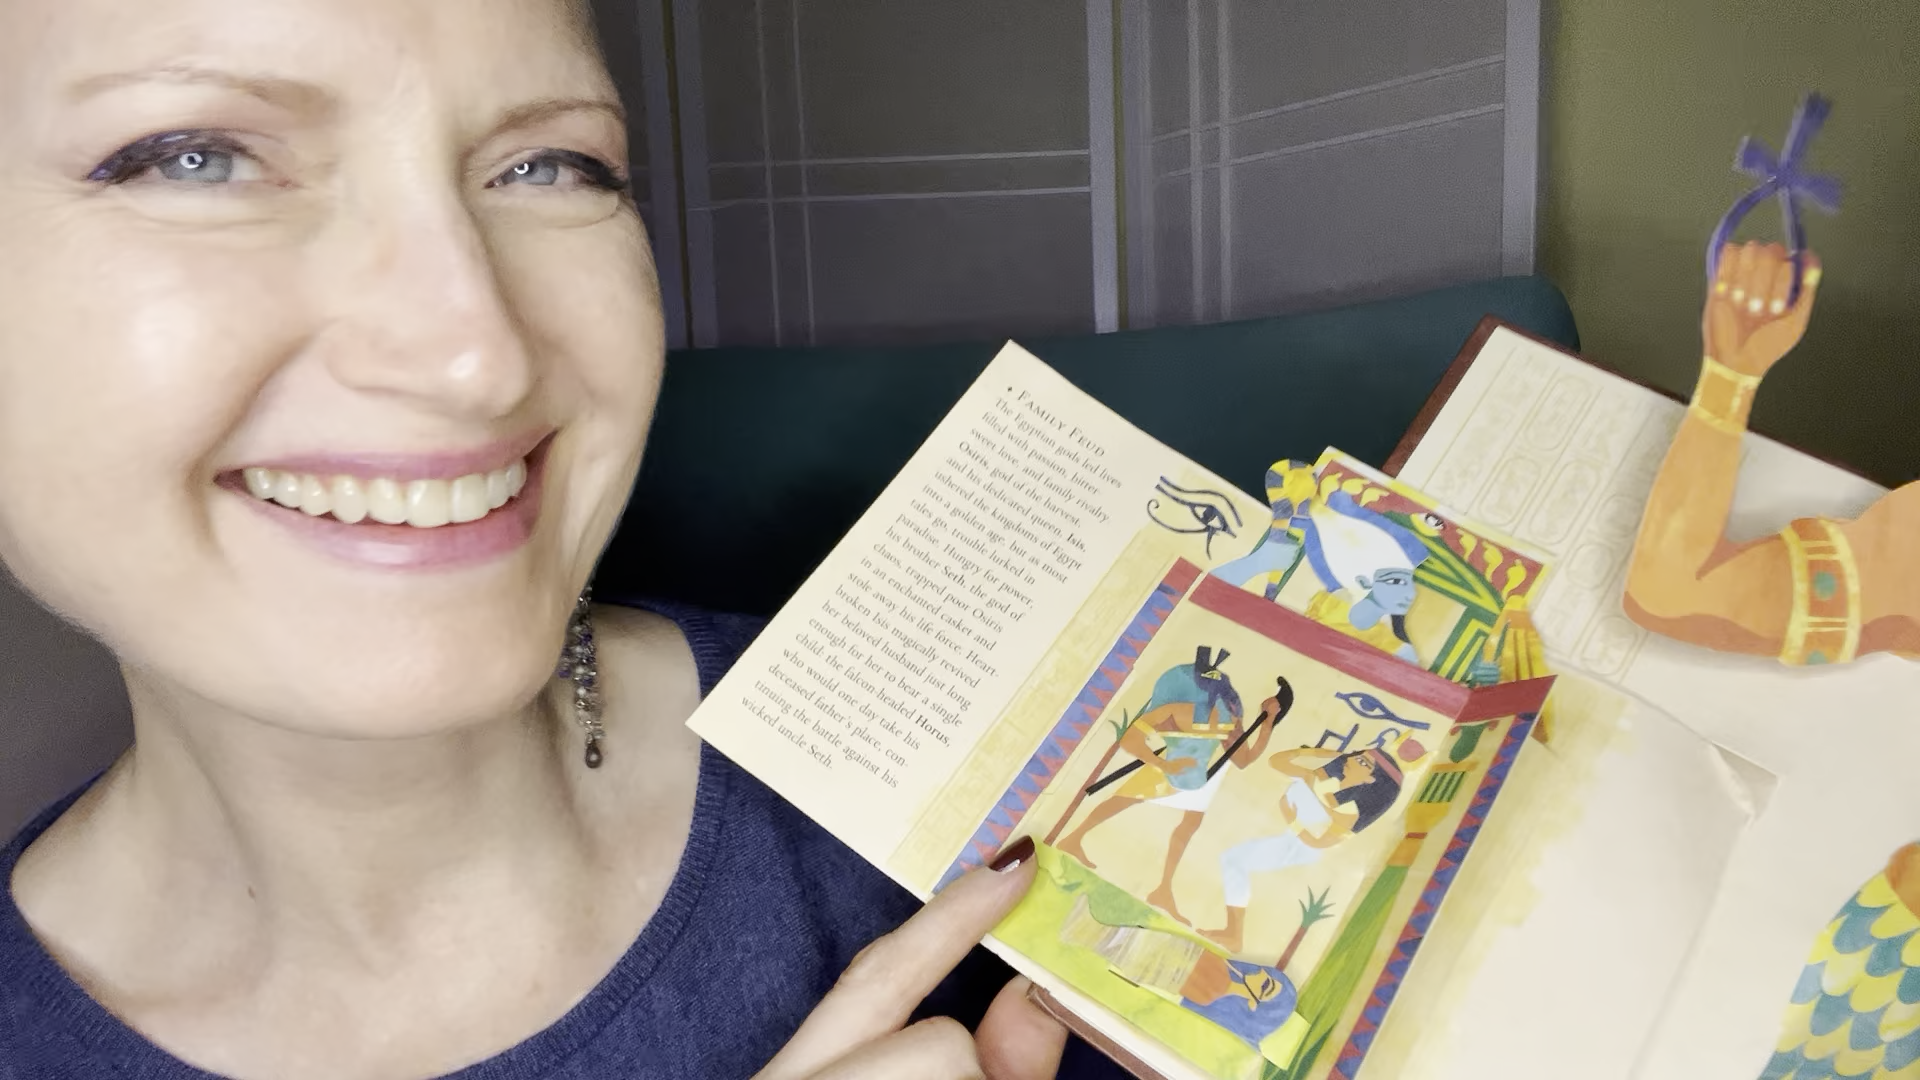 • FAMILY FEUD
The Egyptian gods led lives
filled with passion, bitter-
sweet love, and family rivalry.
Osiris, god of the harvest,
and his dedicated queen, Isis,
ushered the kingdoms of Egypt
into a golden age, but as most
tales go, trouble lurked in
paradise. Hungry for power,
his brother Seth, the god of
chaos, trapped poor Osiris
in an enchanted casket and
stole away his life force. Heart-
broken Isis magically revived
her beloved husband just long
enough for her to bear a single
child: the falcon-headed Horus,
who would one day take his
deceased father's place, con-
tinuing the battle against his
wicked uncle Seth.